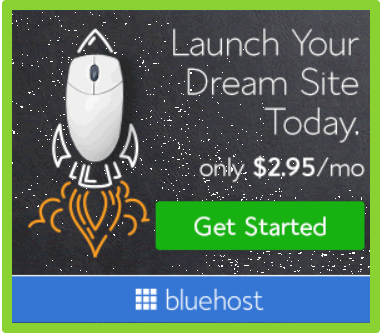 Launch Your
Dream Site
Today.
only $2.95/mo
Get Started
bluehost